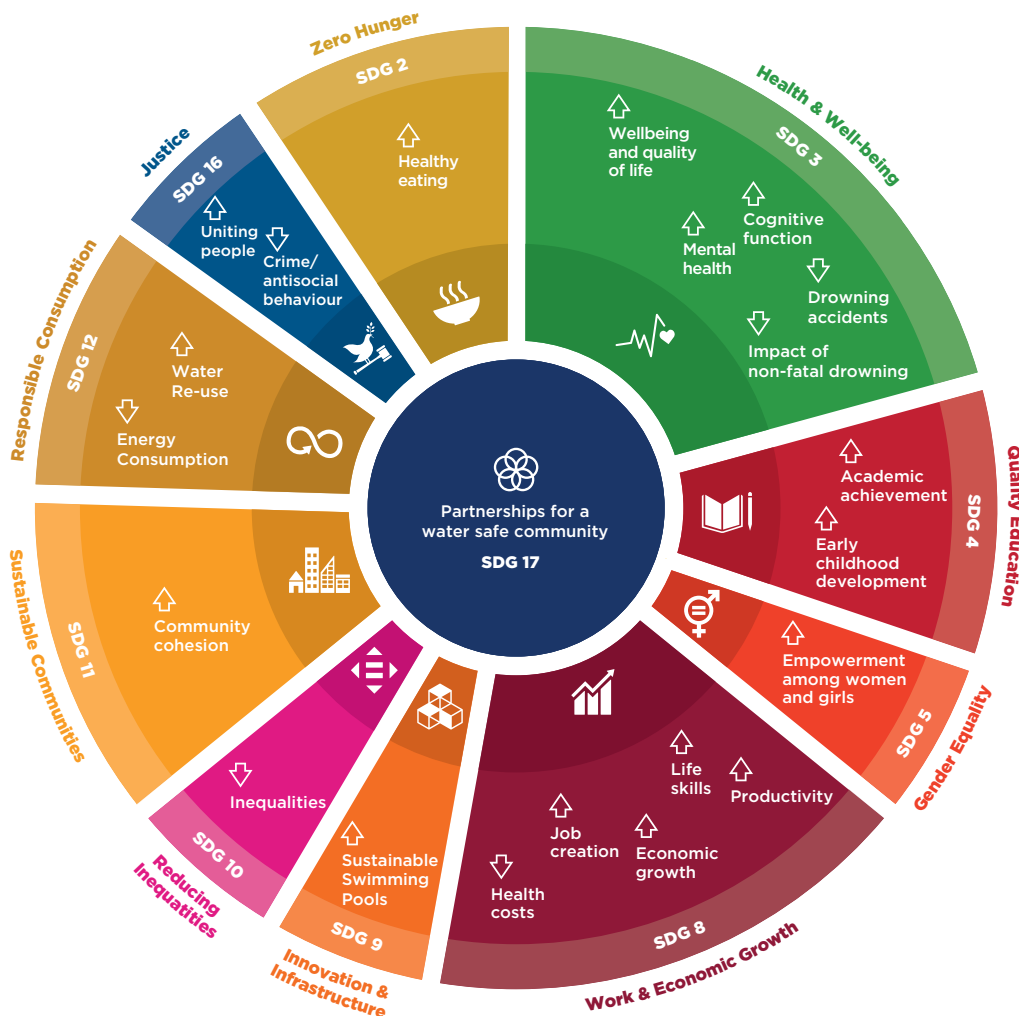 Zero Hunger
SDG 2
Healthy
eating
Health & Well-being
SDG 3
Wellbeing
and quality
of life
Cognitive
function
Mental
health
Drowning
accidents
Impact of
non-fatal drowning
Quality Education
SDG 4
Academic
achievement
Early
childhood
development
Gender Equality
SDG 5
Empowerment
among women
and girls
Work & Economic Growth
SDG 8
Life
skills
Productivity
Job
creation
Economic
growth
Health
costs
Innovation &
Infrastructure
SDG 9
Sustainable
Swimming
Pools
Reducing
Inequatities
SDG 10
Inequalities
Sustainable Communities
SDG 11
Community
cohesion
Responsible Consumption
SDG 12
Water
Re-use
Energy
Consumption
Justice
SDG 16
Uniting
people
Crime/
antisocial
behaviour
Partnerships for a
water safe community
SDG 17